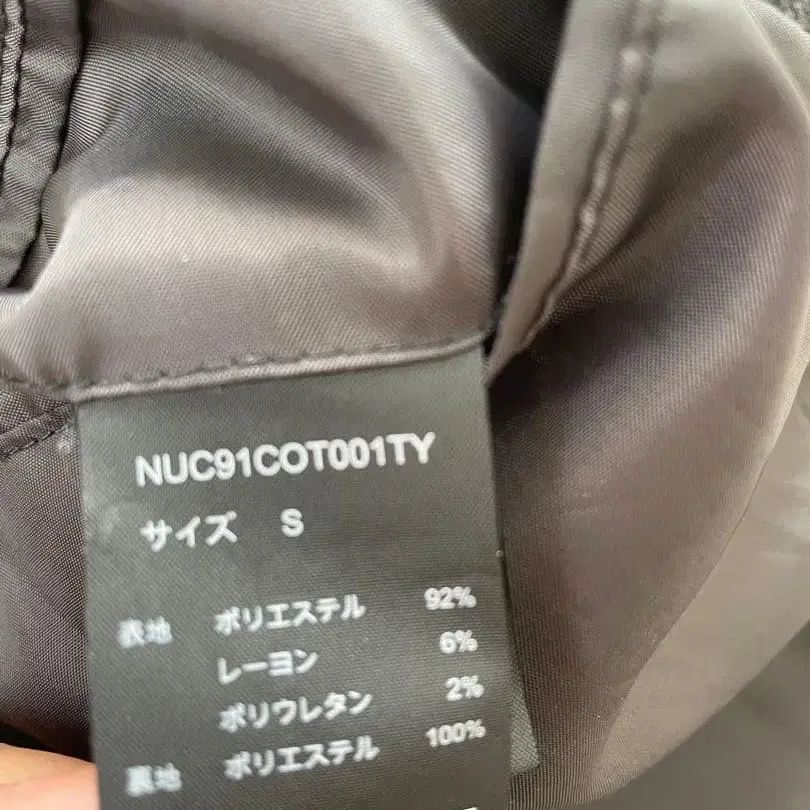 NUC91COT001TY
サイズ S
表地 ポリエステル 92%
レーヨン 6%
ポリウレタン 2%
裏地 ポリエステル 100%